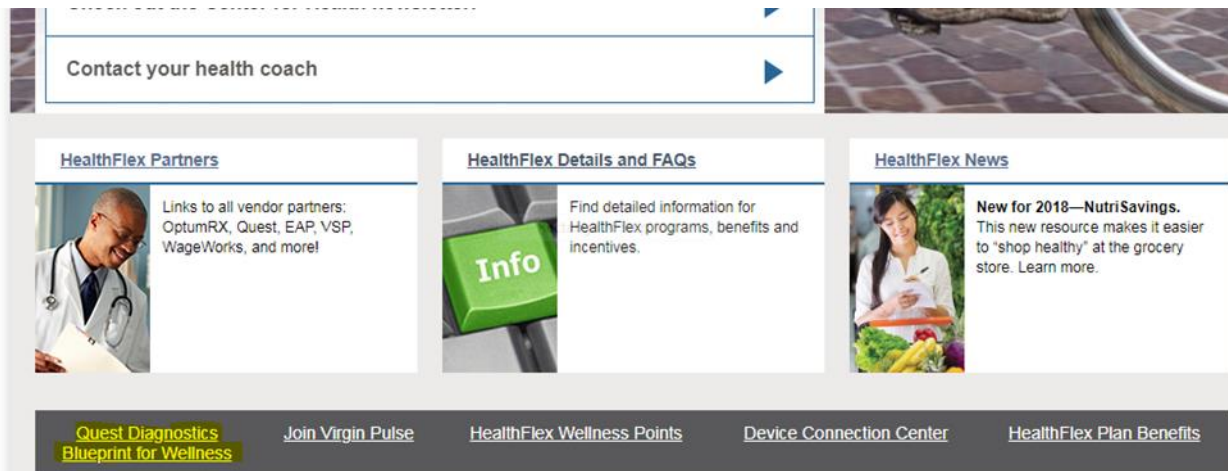 Contact your health coach
HealthFlex Partners
Links to all vendor partners:
OptumRX, Quest, EAP, VSP,
WageWorks, and more!
HealthFlex Details and FAQs
Info
Find detailed information for
HealthFlex programs, benefits and
incentives.
HealthFlex News
New for 2018—NutriSavings.
This new resource makes it easier
to “shop healthy” at the grocery
store. Learn more.
Quest Diagnostics
Blueprint for Wellness
Join Virgin Pulse
HealthFlex Wellness Points
Device Connection Center
HealthFlex Plan Benefits